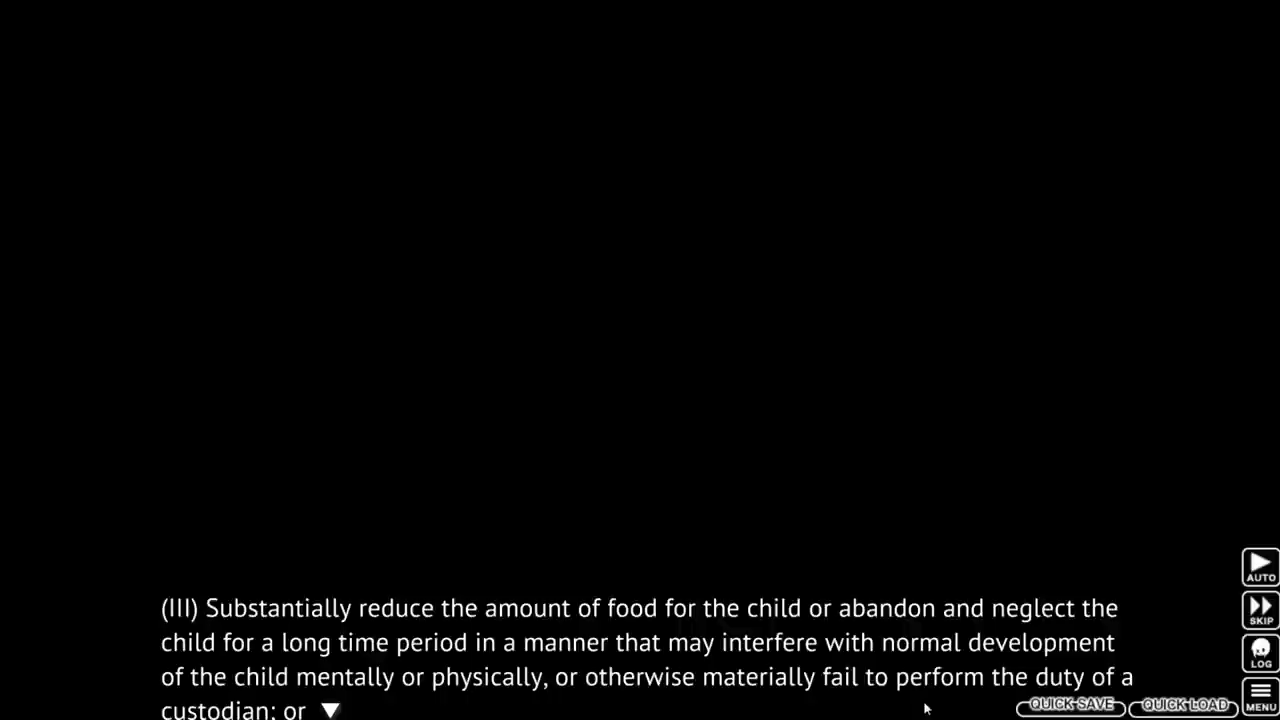 (III) Substantially reduce the amount of food for the child or abandon and neglect the
child for a long time period in a manner that may interfere with normal development
of the child mentally or physically, or otherwise materially fail to perform the duty of a
custodian; or
AUTO
SKIP
LOG
QUICK SAVE
QUICK LOAD
MENU